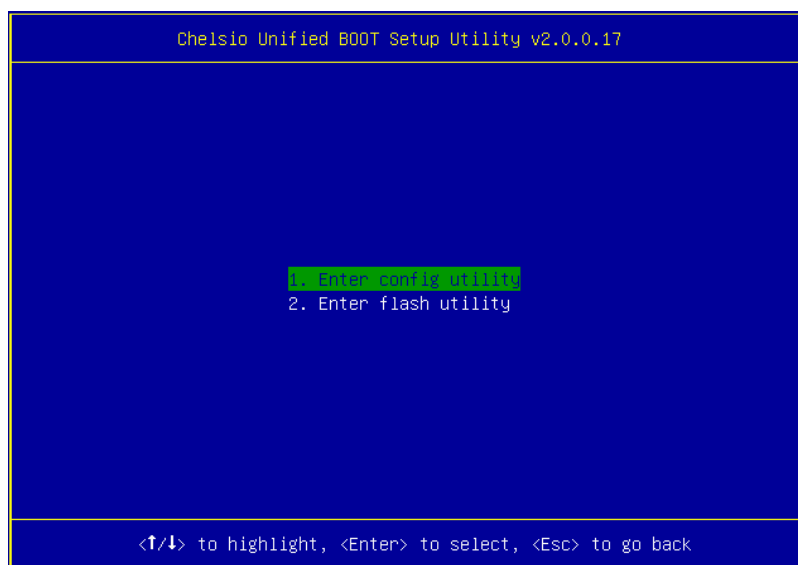 Chelsio Unified BOOT Setup Utility v2.0.0.17
1. Enter config utility
2. Enter flash utility
<↑/↓> to highlight, <Enter> to select, <Esc> to go back